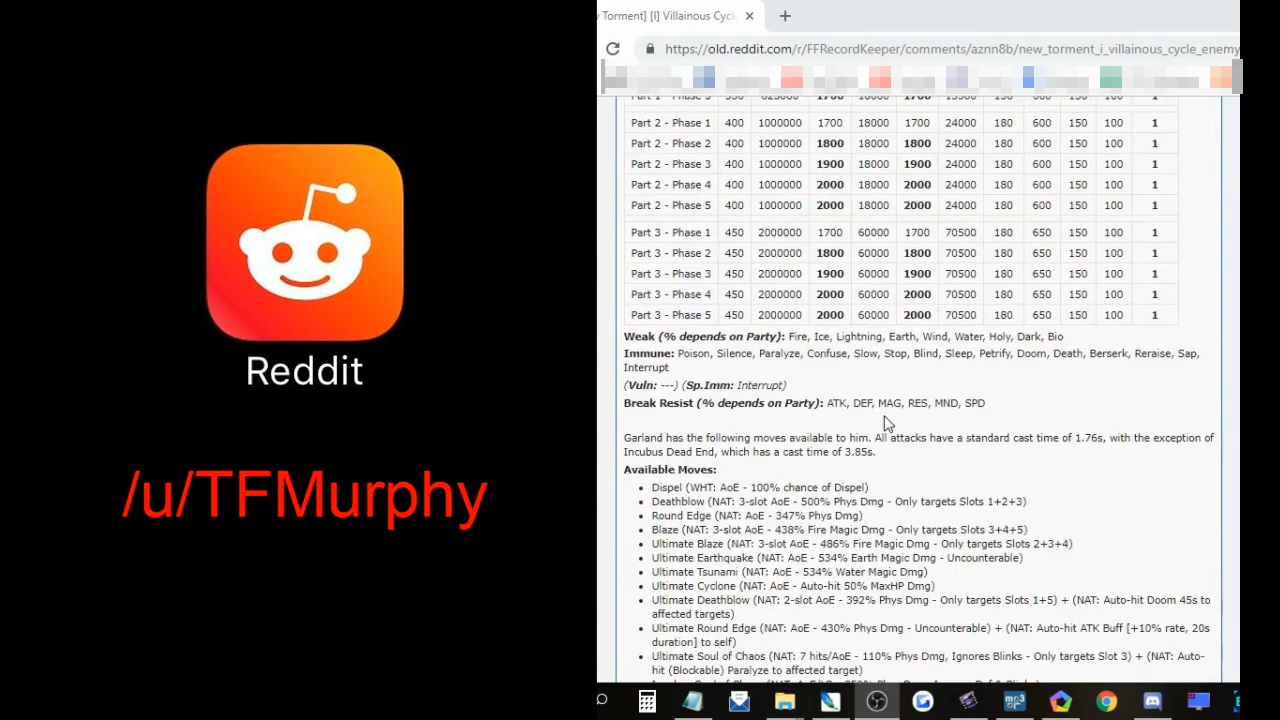 Reddit
/u/TFMurphy
Torment] [I] Villainous Cycl
https://old.reddit.com/r/FFRecordKeeper/comments/aznn8b/new_torment_i_villainous_cycle_enemy
Part 2 - Phase 1 400 1000000 1700 18000 1700 24000 180 600 150 100 1
Part 2 - Phase 2 400 1000000 1800 18000 1800 24000 180 600 150 100 1
Part 2 - Phase 3 400 1000000 1900 18000 1900 24000 180 600 150 100 1
Part 2 - Phase 4 400 1000000 2000 18000 2000 24000 180 600 150 100 1
Part 2 - Phase 5 400 1000000 2000 18000 2000 24000 180 600 150 100 1
Part 3 - Phase 1 450 2000000 1700 60000 1700 70500 180 650 150 100 1
Part 3 - Phase 2 450 2000000 1800 60000 1800 70500 180 650 150 100 1
Part 3 - Phase 3 450 2000000 1900 60000 1900 70500 180 650 150 100 1
Part 3 - Phase 4 450 2000000 2000 60000 2000 70500 180 650 150 100 1
Part 3 - Phase 5 450 2000000 2000 60000 2000 70500 180 650 150 100 1
Weak (% depends on Party): Fire, Ice, Lightning, Earth, Wind, Water, Holy, Dark, Bio
Immune: Poison, Silence, Paralyze, Confuse, Slow, Stop, Blind, Sleep, Petrify, Doom, Death, Berserk, Reraise, Sap,
Interrupt
(Vuln: ---) (Sp.Imm: Interrupt)
Break Resist (% depends on Party): ATK, DEF, MAG, RES, MND, SPD
Garland has the following moves available to him. All attacks have a standard cast time of 1.76s, with the exception of
Incubus Dead End, which has a cast time of 3.85s.
Available Moves:
• Dispel (WHT: AoE - 100% chance of Dispel)
• Deathblow (NAT: 3-slot AoE - 500% Phys Dmg - Only targets Slots 1+2+3)
• Round Edge (NAT: AoE - 347% Phys Dmg)
• Blaze (NAT: 3-slot AoE - 438% Fire Magic Dmg - Only targets Slots 3+4+5)
• Ultimate Blaze (NAT: 3-slot AoE - 486% Fire Magic Dmg - Only targets Slots 2+3+4)
• Ultimate Earthquake (NAT: AoE - 534% Earth Magic Dmg - Uncounterable)
• Ultimate Tsunami (NAT: AoE - 534% Water Magic Dmg)
• Ultimate Cyclone (NAT: AoE - Auto-hit 50% MaxHP Dmg)
• Ultimate Deathblow (NAT: 2-slot AoE - 392% Phys Dmg - Only targets Slots 1+5) + (NAT: Auto-hit Doom 45s to
affected targets)
• Ultimate Round Edge (NAT: AoE - 430% Phys Dmg - Uncounterable) + (NAT: Auto-hit ATK Buff [+10% rate, 20s
duration] to self)
• Ultimate Soul of Chaos (NAT: 7 hits/AoE - 110% Phys Dmg, Ignores Blinks - Only targets Slot 3) + (NAT: Auto-
hit (Blockable) Paralyze to affected target)
mp3